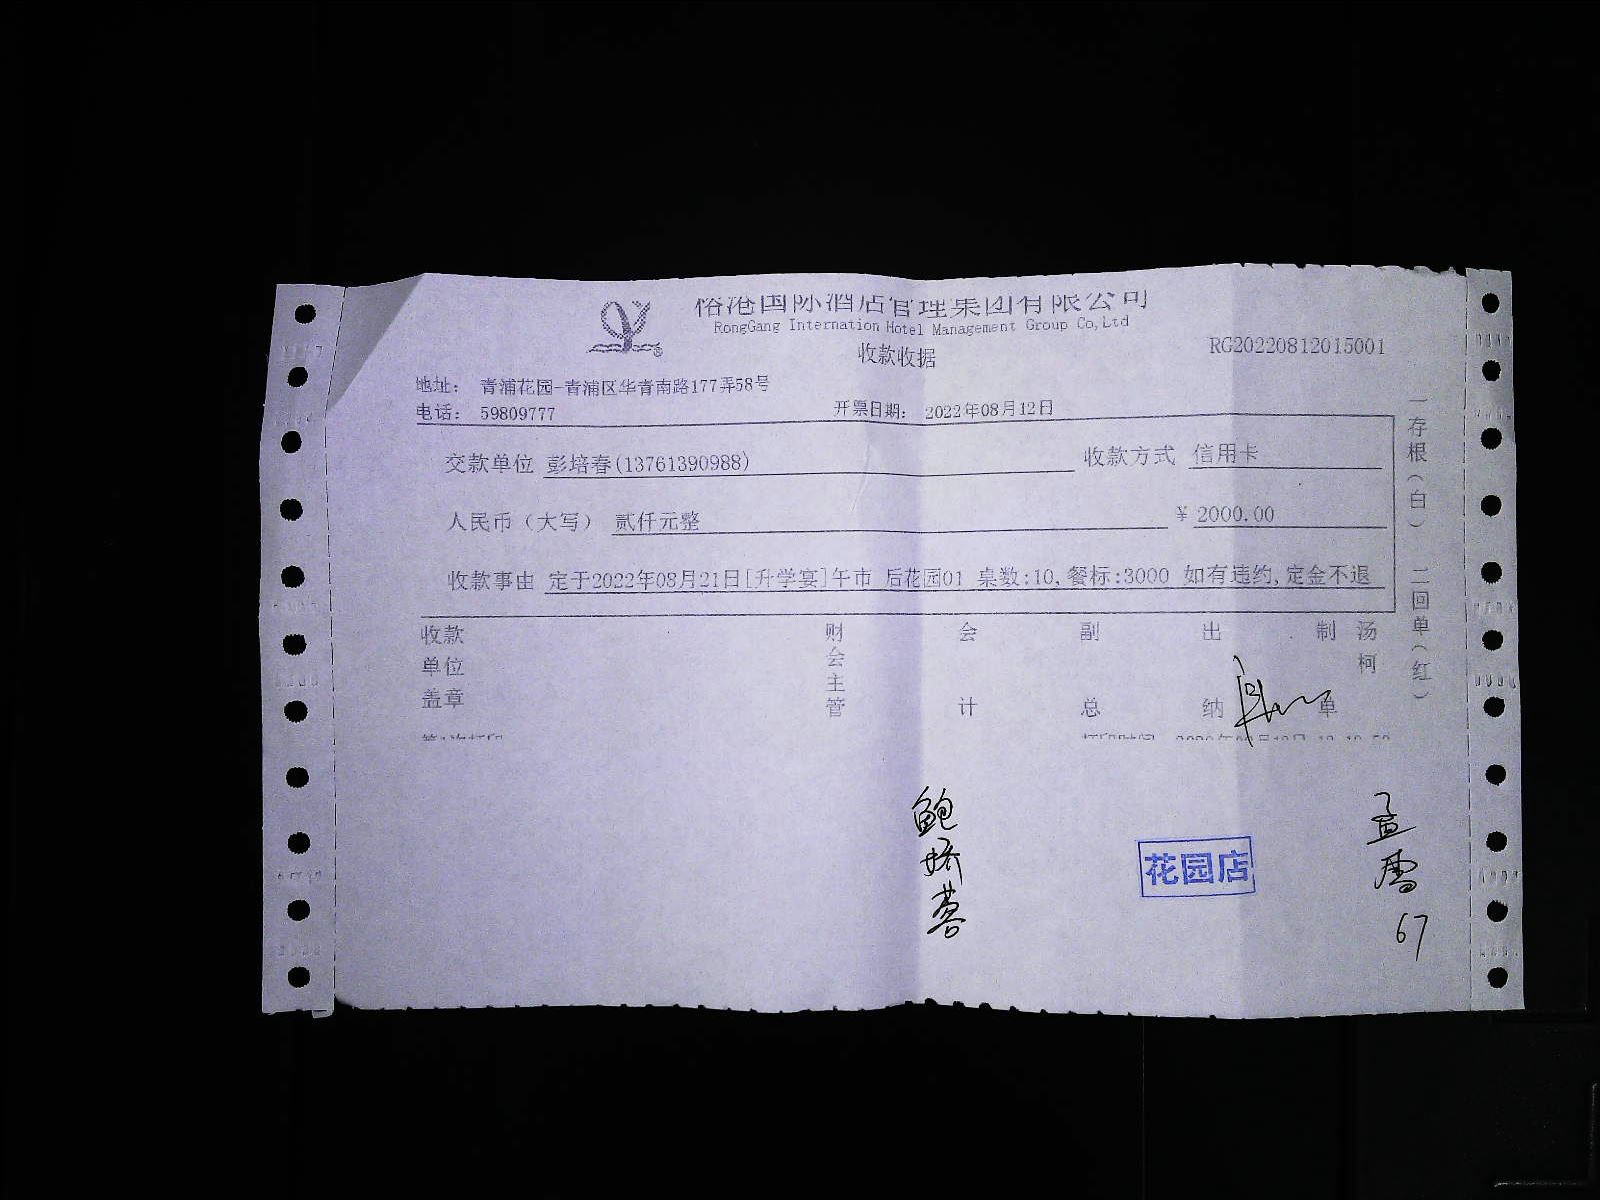 俗港国际酒店管理集团有限公司
RongGang Internation Hotel Management Group Co,Ltd
收款收据
RG20220812015001
地址： 青浦花园-青浦区华青南路177弄58号
电话： 59809777
开票日期： 2022年08月12日
交款单位 彭培春(13761390988)
收款方式 信用卡
人民币（大写） 贰仟元整
¥ 2000.00
收款事由 定于2022年08月21日[升学宴]午市 后花园01 桌数:10,餐标:3000 如有违约,定金不退
一存根（白） 二回单（红）
收款单位盖章
财会主管
会计
副总
出纳
制单 汤柯
花园店
孟雪
67